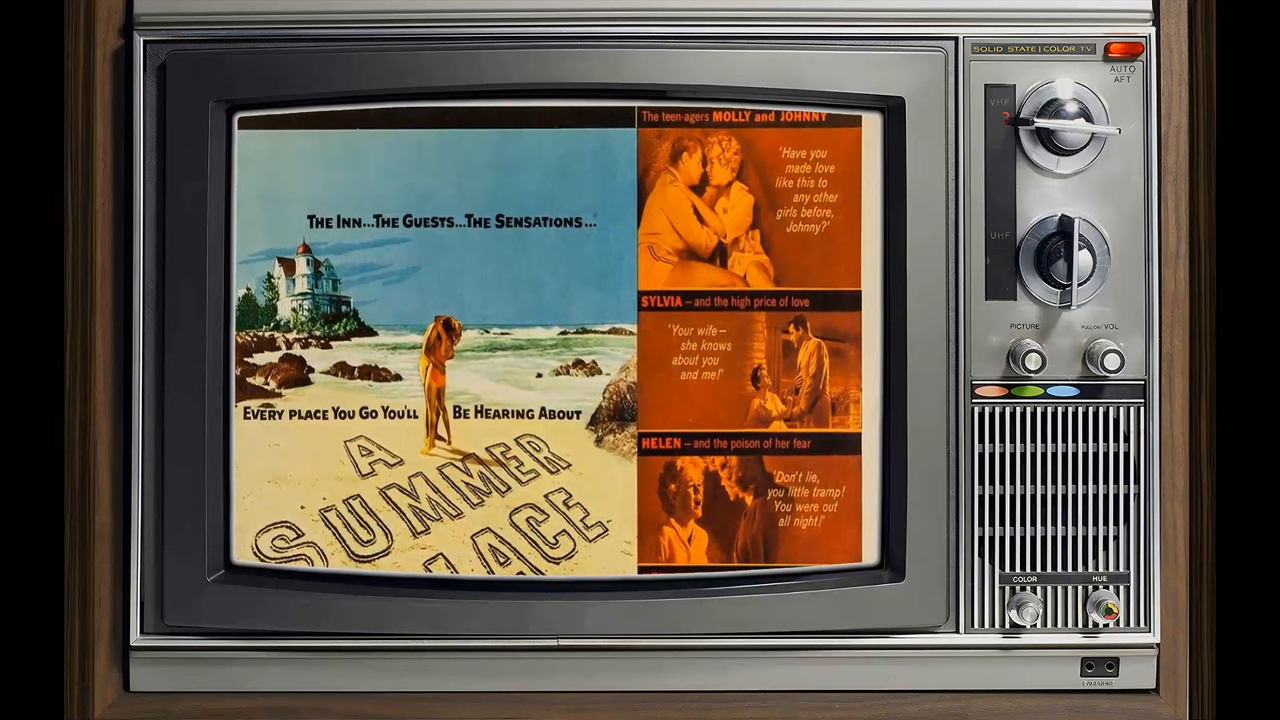 THE INN...THE GUESTS...THE SENSATIONS...
EVERY PLACE YOU GO YOU'LL BE HEARING ABOUT
A
SUMMER
LACE
The teen-agers MOLLY and JOHNNY
'Have you
made love
like this to
any other
girls before,
Johnny?'
SYLVIA – and the high price of love
'Your wife –
she knows
about you
and me!'
HELEN – and the poison of her fear
'Don't lie,
you little tramp!
You were out
all night!'
SOLID STATE | COLOR TV
AUTO
AFT
VHF
3
UHF
PICTURE
PULL ON/VOL
COLOR
HUE